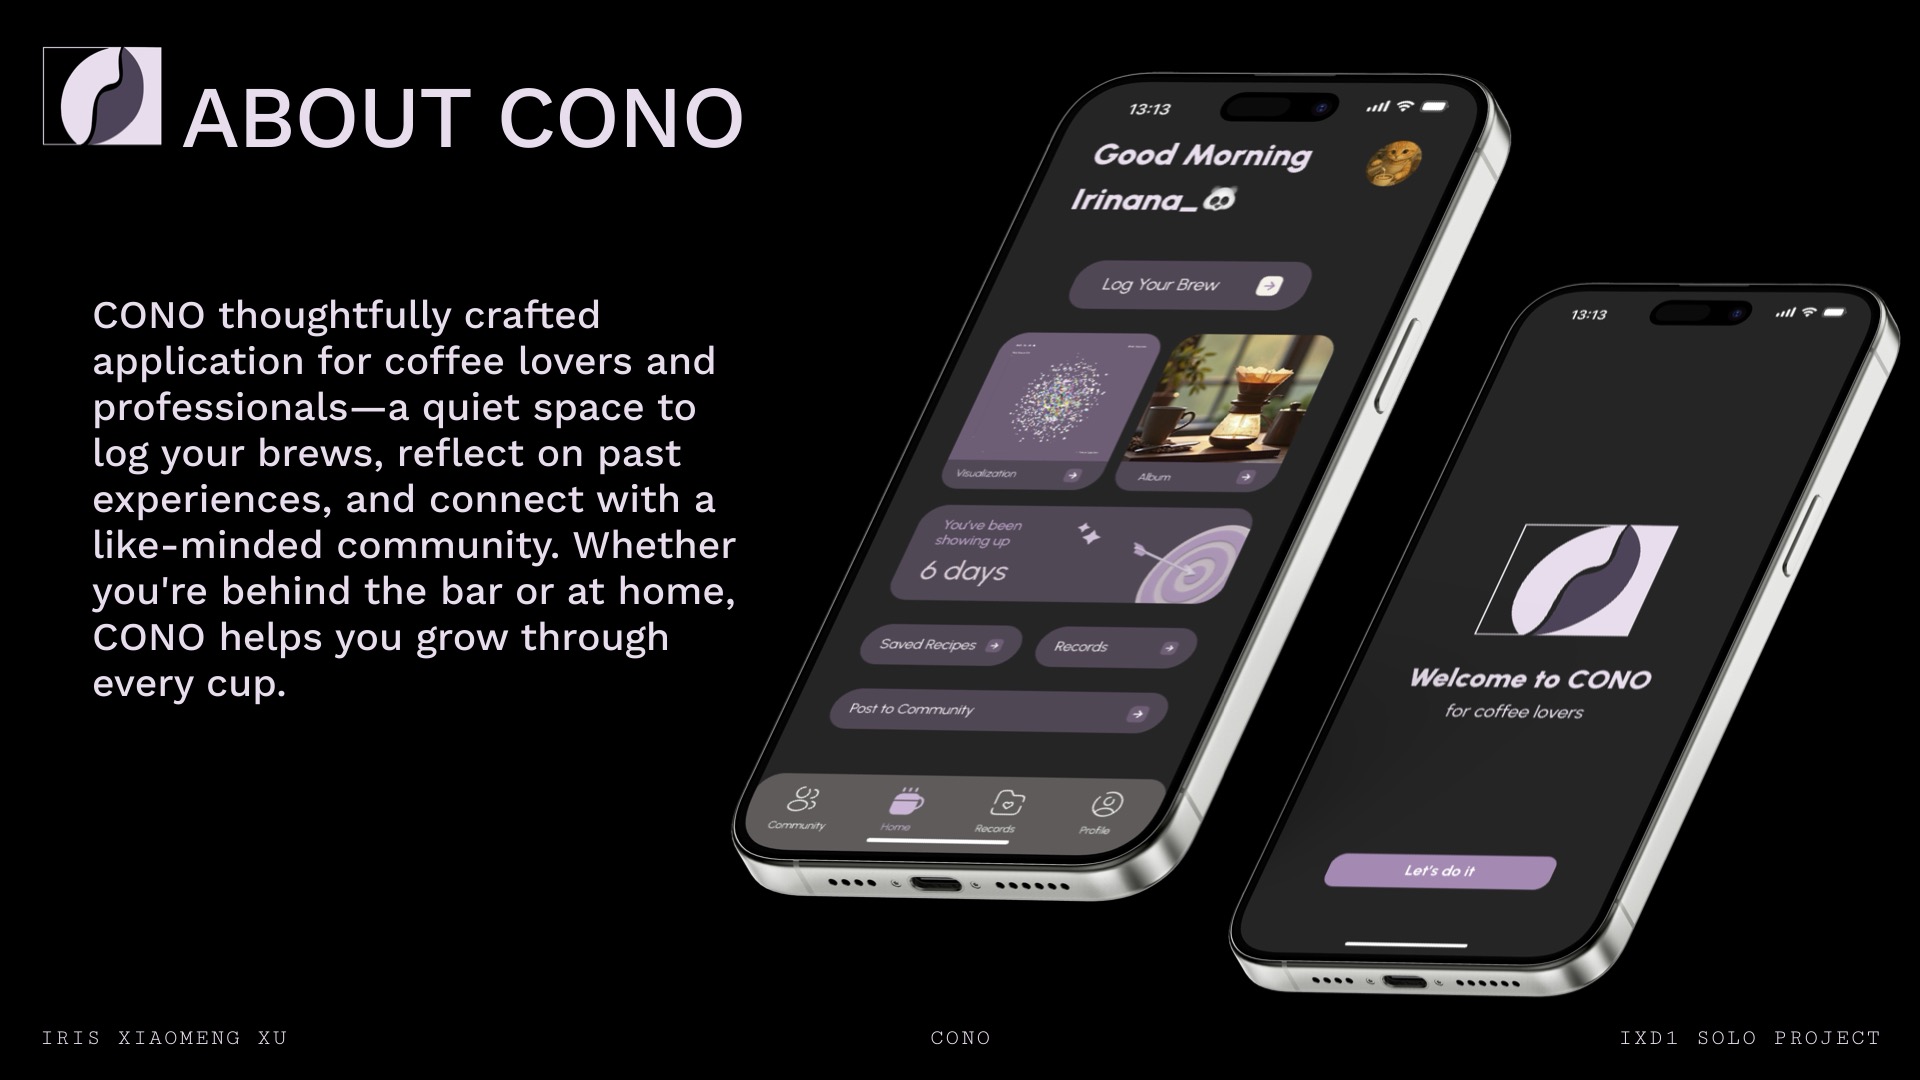 ABOUT CONO
CONO thoughtfully crafted
application for coffee lovers and
professionals—a quiet space to
log your brews, reflect on past
experiences, and connect with a
like-minded community. Whether
you're behind the bar or at home,
CONO helps you grow through
every cup.
13:13
Good Morning
Irinana_🐼
Log Your Brew
Visualization
Album
You've been
showing up
6 days
Saved Recipes
Records
Post to Community
Community
Home
Records
Profile
13:13
Welcome to CONO
for coffee lovers
Let's do it
IRIS XIAOMENG XU
CONO
IXD1 SOLO PROJECT